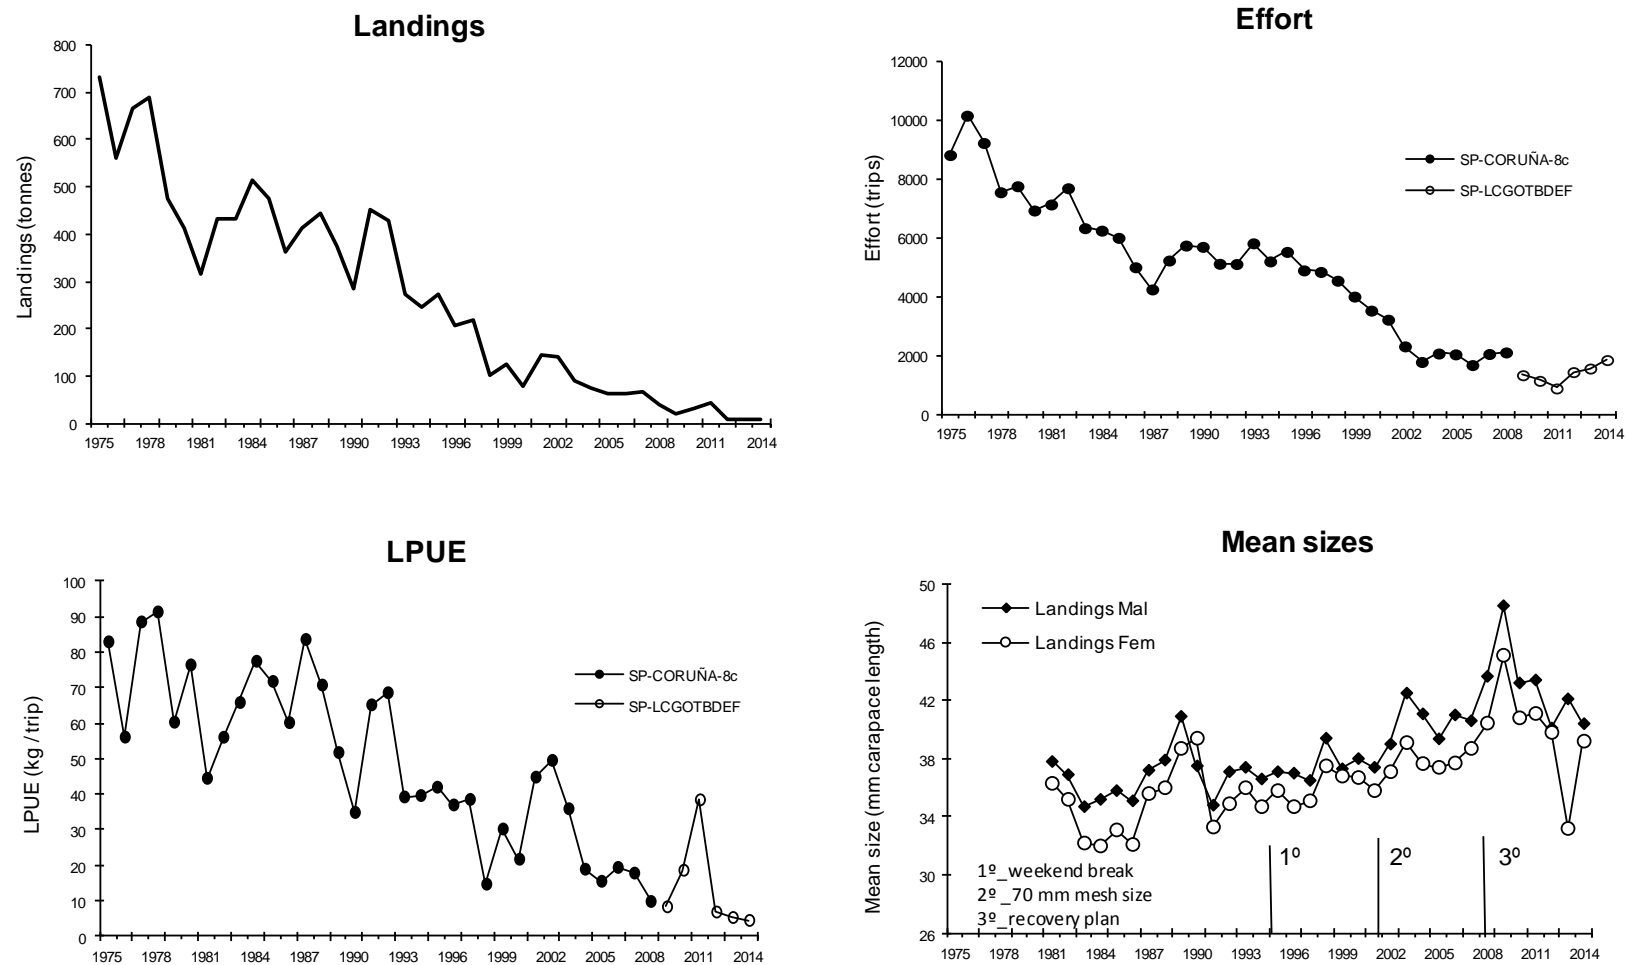 Landings
Landings (tonnes)
800
700
600
500
400
300
200
100
0
1975 1978 1981 1984 1987 1990 1993 1996 1999 2002 2005 2008 2011 2014
Effort
Effort (trips)
12000
10000
8000
6000
4000
2000
0
SP-CORUÑA-8c
SP-LCGOTBDEF
1975 1978 1981 1984 1987 1990 1993 1996 1999 2002 2005 2008 2011 2014
LPUE
LPUE (kg / trip)
100
90
80
70
60
50
40
30
20
10
0
SP-CORUÑA-8c
SP-LCGOTBDEF
1975 1978 1981 1984 1987 1990 1993 1996 1999 2002 2005 2008 2011 2014
Mean sizes
Mean size (mm carapace length)
50
46
42
38
34
30
26
Landings Mal
Landings Fem
1º
2º
3º
1º_weekend break
2º _70 mm mesh size
3º_recovery plan
1975 1978 1981 1984 1987 1990 1993 1996 1999 2002 2005 2008 2011 2014